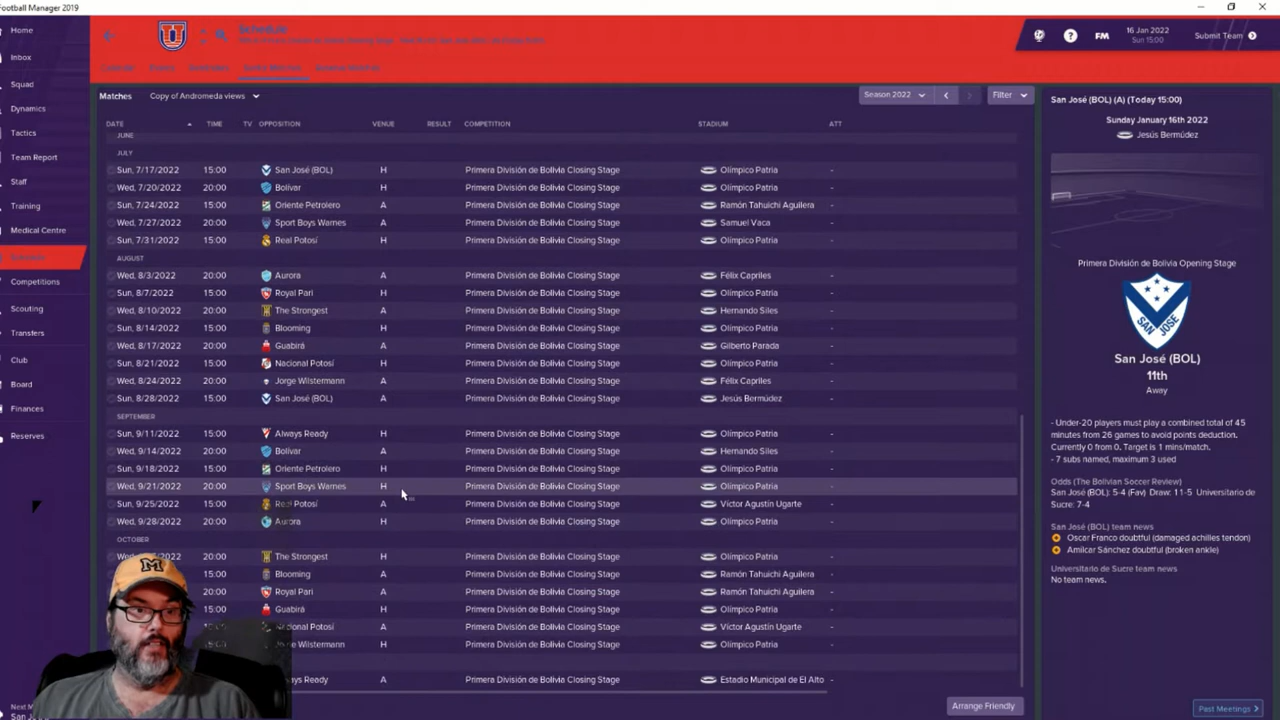 Football Manager 2019
Home
Inbox
Squad
Dynamics
Tactics
Team Report
Staff
Training
Medical Centre
Competitions
Scouting
Transfers
Club
Board
Finances
Reserves
16 Jan 2022
Sun 15:00
FM
Submit Team
Matches Copy of Andromeda views
Season 2022 Filter
DATE TIME TV OPPOSITION VENUE RESULT COMPETITION STADIUM ATT
JUNE
JULY
Sun, 7/17/2022 15:00 San José (BOL) H Primera División de Bolivia Closing Stage Olímpico Patria -
Wed, 7/20/2022 20:00 Bolívar H Primera División de Bolivia Closing Stage Olímpico Patria -
Sun, 7/24/2022 15:00 Oriente Petrolero A Primera División de Bolivia Closing Stage Ramón Tahuichi Aguilera -
Wed, 7/27/2022 20:00 Sport Boys Warnes A Primera División de Bolivia Closing Stage Samuel Vaca -
Sun, 7/31/2022 15:00 Real Potosí H Primera División de Bolivia Closing Stage Olímpico Patria -
AUGUST
Wed, 8/3/2022 20:00 Aurora A Primera División de Bolivia Closing Stage Félix Capriles -
Sun, 8/7/2022 15:00 Royal Pari H Primera División de Bolivia Closing Stage Olímpico Patria -
Wed, 8/10/2022 20:00 The Strongest A Primera División de Bolivia Closing Stage Hernando Siles -
Sun, 8/14/2022 15:00 Blooming H Primera División de Bolivia Closing Stage Olímpico Patria -
Wed, 8/17/2022 20:00 Guabirá A Primera División de Bolivia Closing Stage Gilberto Parada -
Sun, 8/21/2022 15:00 Nacional Potosí H Primera División de Bolivia Closing Stage Olímpico Patria -
Wed, 8/24/2022 20:00 Jorge Wilstermann A Primera División de Bolivia Closing Stage Félix Capriles -
Sun, 8/28/2022 15:00 San José (BOL) A Primera División de Bolivia Closing Stage Jesús Bermúdez -
SEPTEMBER
Sun, 9/11/2022 15:00 Always Ready H Primera División de Bolivia Closing Stage Olímpico Patria -
Wed, 9/14/2022 20:00 Bolívar A Primera División de Bolivia Closing Stage Hernando Siles -
Sun, 9/18/2022 15:00 Oriente Petrolero H Primera División de Bolivia Closing Stage Olímpico Patria -
Wed, 9/21/2022 20:00 Sport Boys Warnes H Primera División de Bolivia Closing Stage Olímpico Patria -
Sun, 9/25/2022 15:00 Real Potosí A Primera División de Bolivia Closing Stage Víctor Agustín Ugarte -
Wed, 9/28/2022 20:00 Aurora H Primera División de Bolivia Closing Stage Olímpico Patria -
OCTOBER
20:00 The Strongest H Primera División de Bolivia Closing Stage Olímpico Patria -
15:00 Blooming A Primera División de Bolivia Closing Stage Ramón Tahuichi Aguilera -
20:00 Royal Pari A Primera División de Bolivia Closing Stage Ramón Tahuichi Aguilera -
15:00 Guabirá H Primera División de Bolivia Closing Stage Olímpico Patria -
Potosí A Primera División de Bolivia Closing Stage Víctor Agustín Ugarte -
Wilstermann H Primera División de Bolivia Closing Stage Olímpico Patria -
Ready A Primera División de Bolivia Closing Stage Estadio Municipal de El Alto -
Arrange Friendly
San José (BOL) (A) (Today 15:00)
Sunday January 16th 2022
Jesús Bermúdez
Primera División de Bolivia Opening Stage
SAN JOSE
San José (BOL)
11th
Away
- Under-20 players must play a combined total of 45
minutes from 26 games to avoid points deduction.
Currently 0 from 0. Target is 1 mins/match.
- 7 subs named, maximum 3 used
Odds (The Bolivian Soccer Review)
San José (BOL): 5-4 (Fav) Draw: 11-5 Universitario de
Sucre: 7-4
San José (BOL) team news
Oscar Franco doubtful (damaged achilles tendon)
Amilcar Sánchez doubtful (broken ankle)
Universitario de Sucre team news
No team news.
Past Meetings